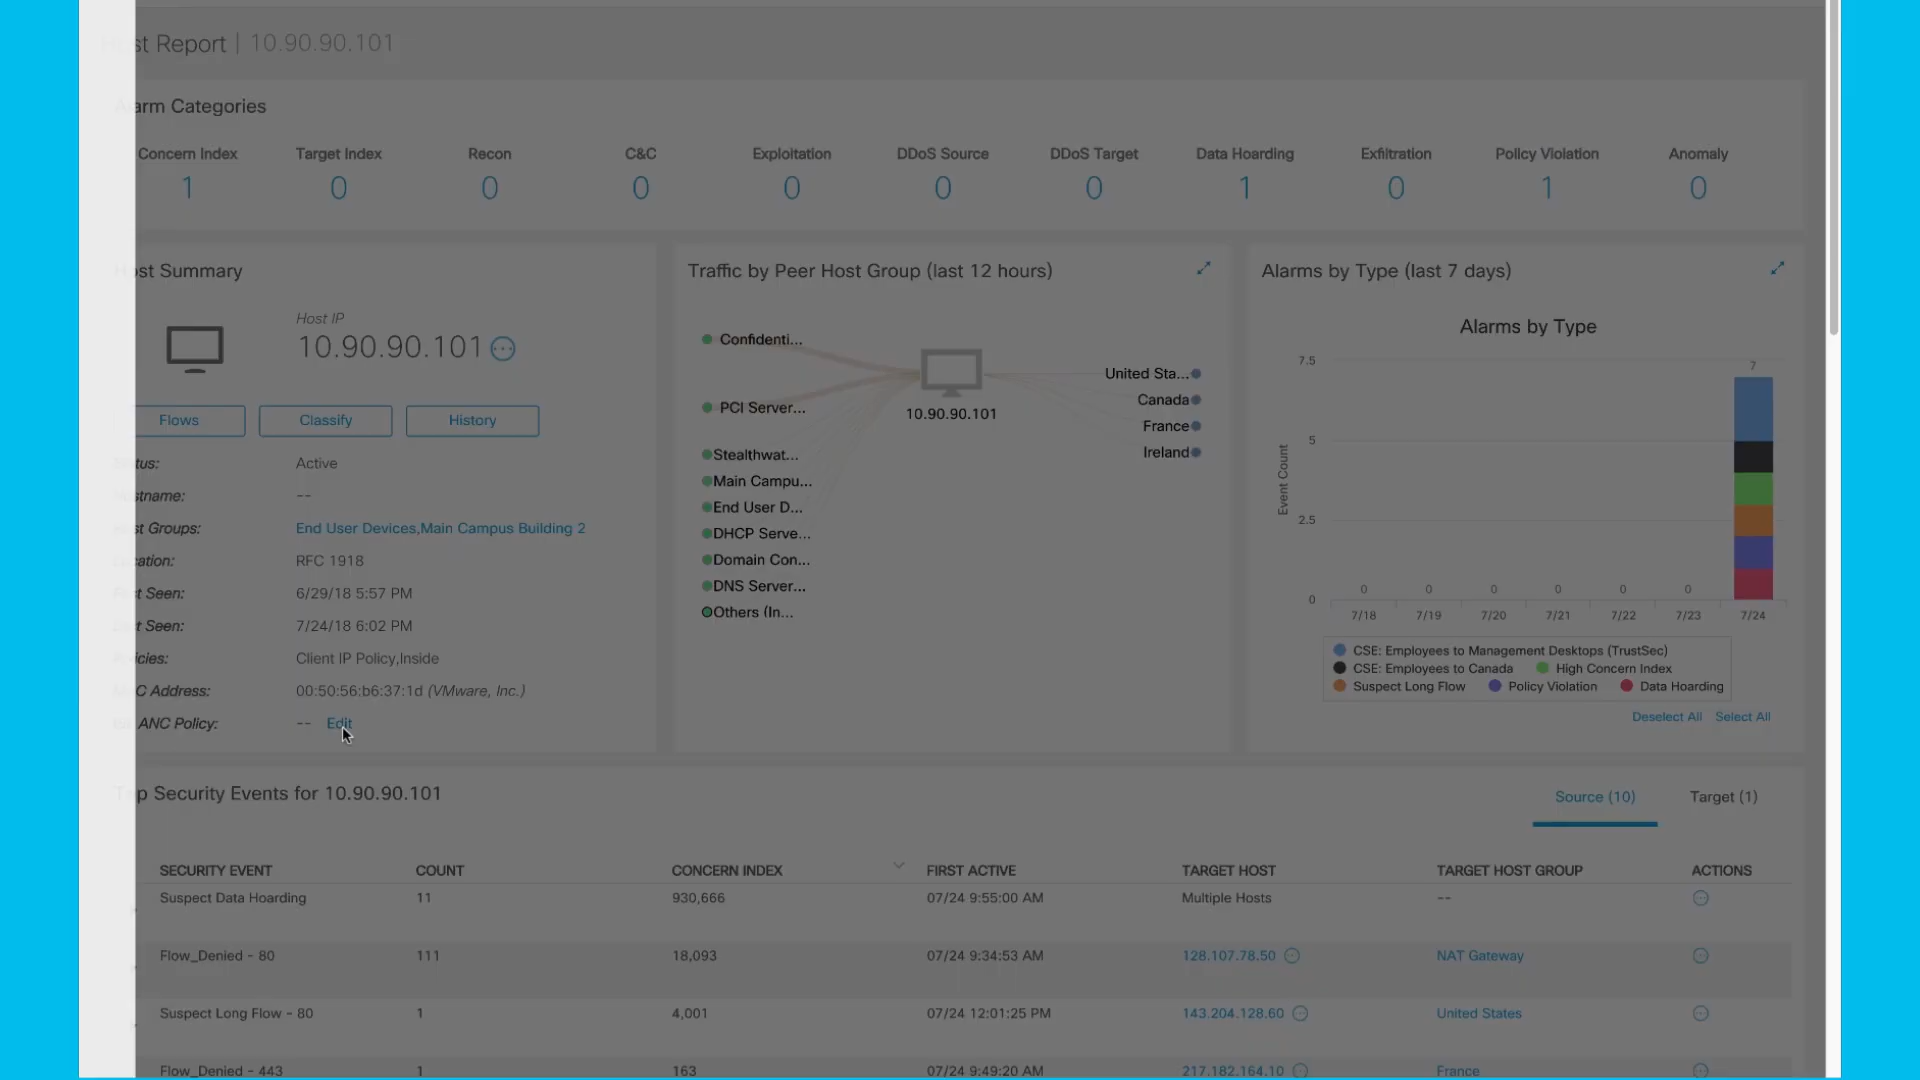 st Report | 10.90.90.101
arm Categories
Concern Index Target Index Recon C&C Exploitation DDoS Source DDoS Target Data Hoarding Exfiltration Policy Violation Anomaly
1 0 0 0 0 0 0 1 0 1 0
st Summary
Host IP
10.90.90.101
Flows Classify History
tus: Active
stname: --
st Groups: End User Devices,Main Campus Building 2
ation: RFC 1918
st Seen: 6/29/18 5:57 PM
t Seen: 7/24/18 6:02 PM
icies: Client IP Policy,Inside
C Address: 00:50:56:b6:37:1d (VMware, Inc.)
ANC Policy: -- Edit
Traffic by Peer Host Group (last 12 hours)
Confidenti...
PCI Server...
Stealthwat...
Main Campu...
End User D...
DHCP Serve...
Domain Con...
DNS Server...
Others (In...
10.90.90.101
United Sta...
Canada
France
Ireland
Alarms by Type (last 7 days)
Alarms by Type
Event Count
7.5
5
2.5
0
0 0 0 0 0 0 7
7/18 7/19 7/20 7/21 7/22 7/23 7/24
CSE: Employees to Management Desktops (TrustSec)
CSE: Employees to Canada High Concern Index
Suspect Long Flow Policy Violation Data Hoarding
Deselect All Select All
p Security Events for 10.90.90.101
Source (10) Target (1)
SECURITY EVENT COUNT CONCERN INDEX FIRST ACTIVE TARGET HOST TARGET HOST GROUP ACTIONS
Suspect Data Hoarding 11 930,666 07/24 9:55:00 AM Multiple Hosts --
Flow_Denied - 80 111 18,093 07/24 9:34:53 AM 128.107.78.50 NAT Gateway
Suspect Long Flow - 80 1 4,001 07/24 12:01:25 PM 143.204.128.60 United States
Flow_Denied - 443 1 163 07/24 9:49:20 AM 217.182.164.10 France